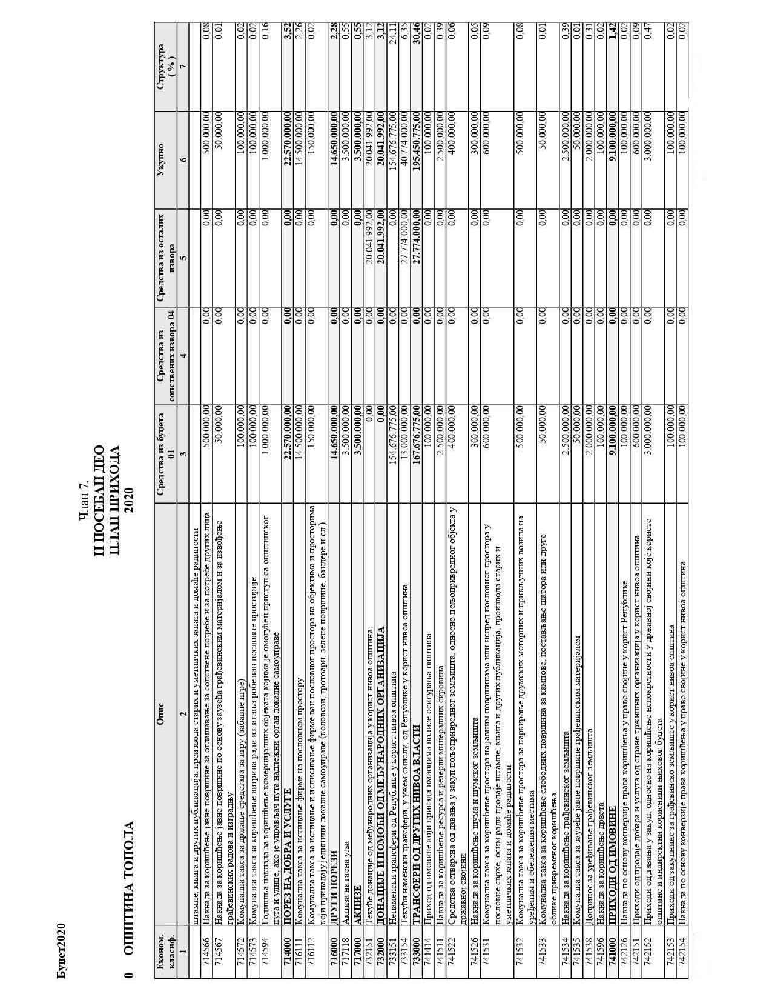 Буџет2020
Члан 7.
II ПОСЕБАН ДЕО
ПЛАН ПРИХОДА
2020
0 ОПШТИНА ТОПОЛА
Економ. класиф. Опис Средства из буџета 01 Средства из сопствених извора 04 Средства из осталих извора Укупно Структура ( % )
1 2 3 4 5 6 7
штампе, књига и других публикација, производа старих и уметничких заната и домаће радиности
714566 Накнада за коришћење јавне површине за оглашавање за сопствене потребе и за потребе других лица 500.000,00 0,00 0,00 500.000,00 0,08
714567 Накнада за коришћење јавне површине по основу заузећа грађевинским материјалом и за извођење 50.000,00 0,00 0,00 50.000,00 0,01
грађевинских радова и изградњу
714572 Комунална такса за држање средстава за игру (забавне игре) 100.000,00 0,00 0,00 100.000,00 0,02
714573 Комунална такса за коришћење витрина ради излагања робе ван пословне просторије 100.000,00 0,00 0,00 100.000,00 0,02
714594 Годишња накнада за коришћење комерцијалних објеката којима је омогућен приступ са општинског 1.000.000,00 0,00 0,00 1.000.000,00 0,16
пута и улице, ако је управљач пута надлежни орган локалне самоуправе
714000 ПОРЕЗ НА ДОБРА И УСЛУГЕ 22.570.000,00 0,00 0,00 22.570.000,00 3,52
716111 Комунална такса за истицање фирме на пословном простору 14.500.000,00 0,00 0,00 14.500.000,00 2,26
716112 Комунална такса за истицање и исписивање фирме ван пословног простора на објектима и просторима 150.000,00 0,00 0,00 150.000,00 0,02
који припадају јединици локалне самоуправе (коловози, тротоари, зелене површине, бандере и сл.)
716000 ДРУГИ ПОРЕЗИ 14.650.000,00 0,00 0,00 14.650.000,00 2,28
717118 Акциза на гасна уља 3.500.000,00 0,00 0,00 3.500.000,00 0,55
717000 АКЦИЗЕ 3.500.000,00 0,00 0,00 3.500.000,00 0,55
732151 Текуће донације од међународних организација у корист нивоа општина 0,00 0,00 20.041.992,00 20.041.992,00 3,12
732000 ДОНАЦИЈЕ И ПОМОЋИ ОД МЕЂУНАРОДНИХ ОРГАНИЗАЦИЈА 0,00 0,00 20.041.992,00 20.041.992,00 3,12
733151 Ненаменски трансфери од Републике у корист нивоа општина 154.676.775,00 0,00 0,00 154.676.775,00 24,11
733154 Текући наменски трансфери, у ужем смислу, од Републике у корист нивоа општина 13.000.000,00 0,00 27.774.000,00 40.774.000,00 6,35
733000 ТРАНСФЕРИ ОД ДРУГИХ НИВОА ВЛАСТИ 167.676.775,00 0,00 27.774.000,00 195.450.775,00 30,46
741414 Приход од имовине који припада имаоцима полисе осигурања општина 100.000,00 0,00 0,00 100.000,00 0,02
741511 Накнада за коришћење ресурса и резерви минералних сировина 2.500.000,00 0,00 0,00 2.500.000,00 0,39
741522 Средства остварена од давања у закуп пољопривредног земљишта, односно пољопривредног објекта у 400.000,00 0,00 0,00 400.000,00 0,06
државној својини
741526 Накнада за коришћење шума и шумског земљишта 300.000,00 0,00 0,00 300.000,00 0,05
741531 Комунална такса за коришћење простора на јавним површинама или испред пословног простора у 600.000,00 0,00 0,00 600.000,00 0,09
пословне сврхе, осим ради продаје штампе, књига и других публикација, производа старих и
уметничких заната и домаће радиности
741532 Комунална такса за коришћење простора за паркирање друмских моторних и прикључних возила на 500.000,00 0,00 0,00 500.000,00 0,08
уређеним и обележеним местима
741533 Комунална такса за коришћење слободних површина за кампове, постављање шатора или друге 50.000,00 0,00 0,00 50.000,00 0,01
облике привременог коришћења
741534 Накнада за коришћење грађевинског земљишта 2.500.000,00 0,00 0,00 2.500.000,00 0,39
741535 Комунална такса за заузеће јавне површине грађевинским материјалом 50.000,00 0,00 0,00 50.000,00 0,01
741538 Допринос за уређивање грађевинског земљишта 2.000.000,00 0,00 0,00 2.000.000,00 0,31
741596 Накнада за коришћење дрвета 100.000,00 0,00 0,00 100.000,00 0,02
741000 ПРИХОДИ ОД ИМОВИНЕ 9.100.000,00 0,00 0,00 9.100.000,00 1,42
742126 Накнада по основу конверзије права коришћења у право својине у корист Републике 100.000,00 0,00 0,00 100.000,00 0,02
742151 Приходи од продаје добара и услуга од стране тржишних организација у корист нивоа општина 600.000,00 0,00 0,00 600.000,00 0,09
742152 Приходи од давања у закуп, односно на коришћење непокретности у државној својини које користе 3.000.000,00 0,00 0,00 3.000.000,00 0,47
општине и индиректни корисници њиховог буџета
742153 Приходи од закупнине за грађевинско земљиште у корист нивоа општина 100.000,00 0,00 0,00 100.000,00 0,02
742154 Накнада по основу конверзије права коришћења у право својине у корист нивоа општина 100.000,00 0,00 0,00 100.000,00 0,02